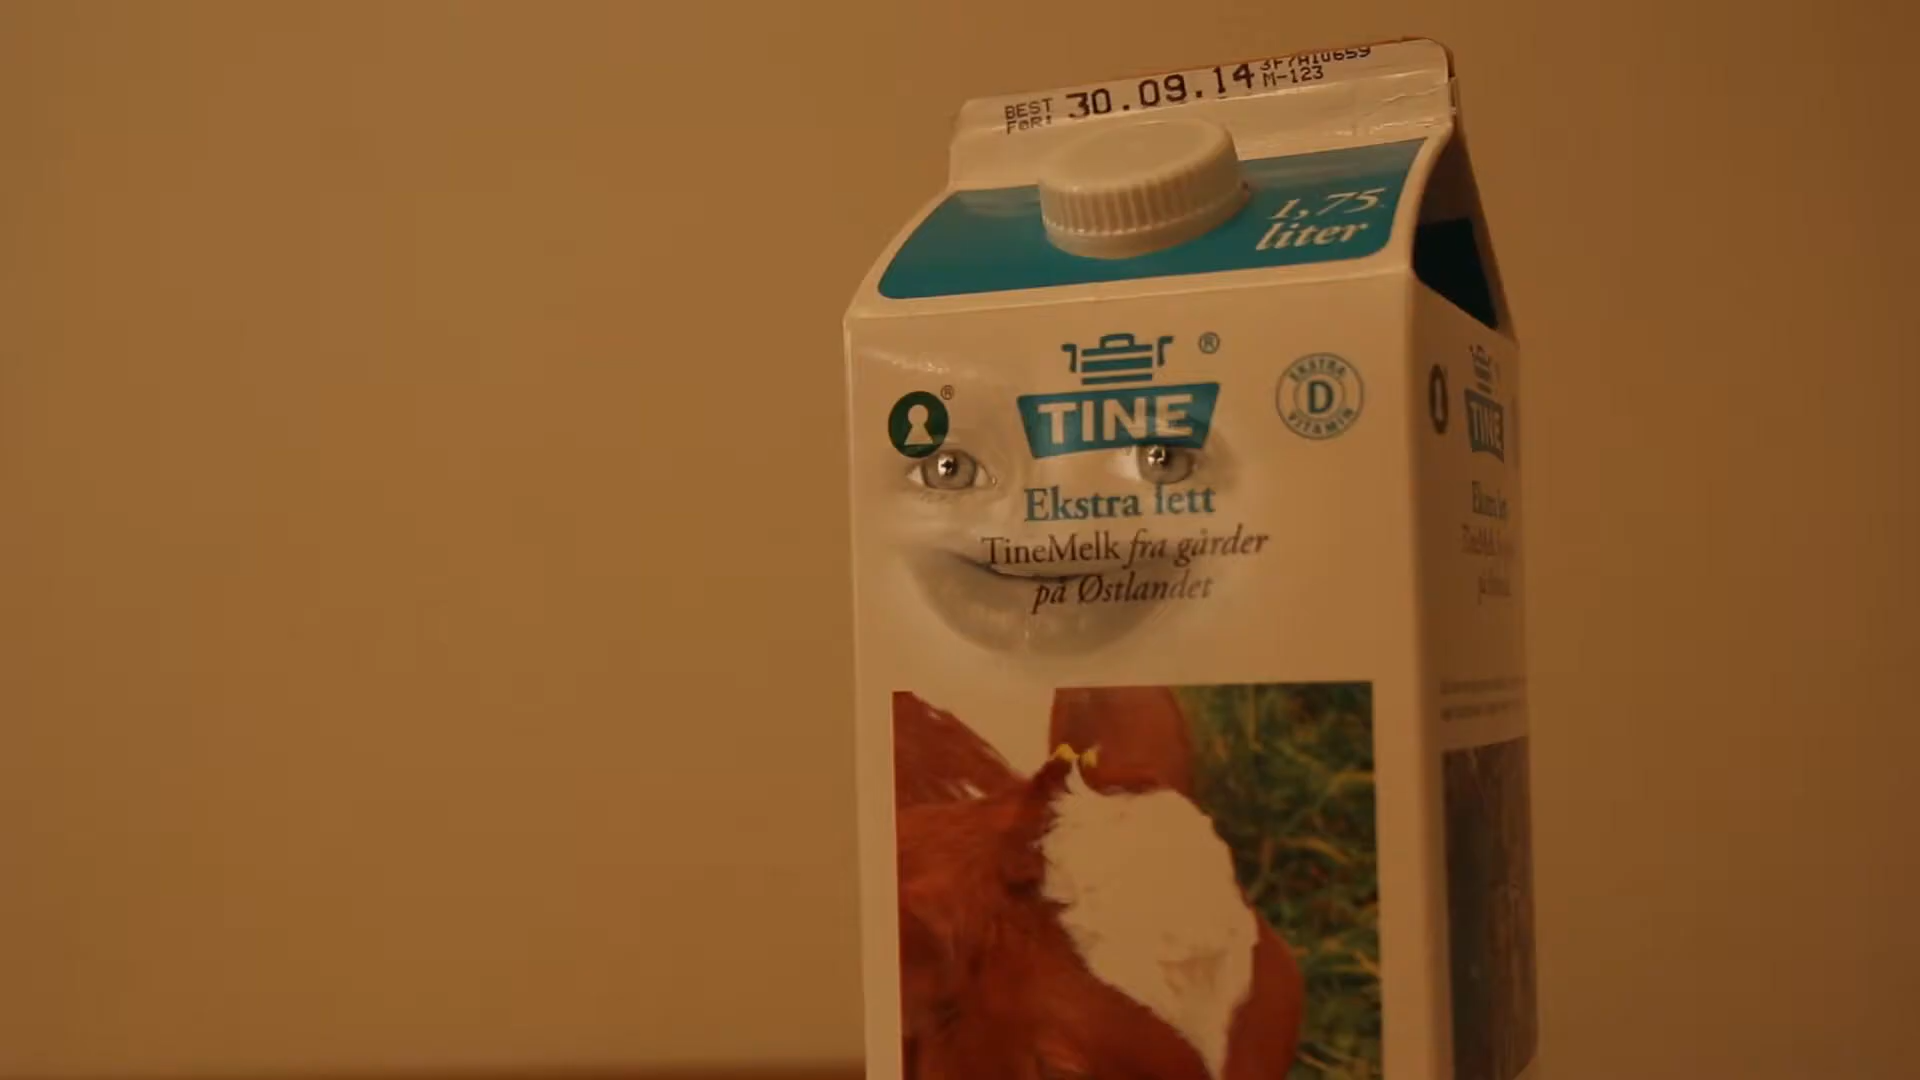 BEST FØR: 30.09.14
M-123
1,75
liter
®
®
TINE
EKSTRA D VITAMIN
Ekstra lett
TineMelk fra gårder
på Østlandet
TINE